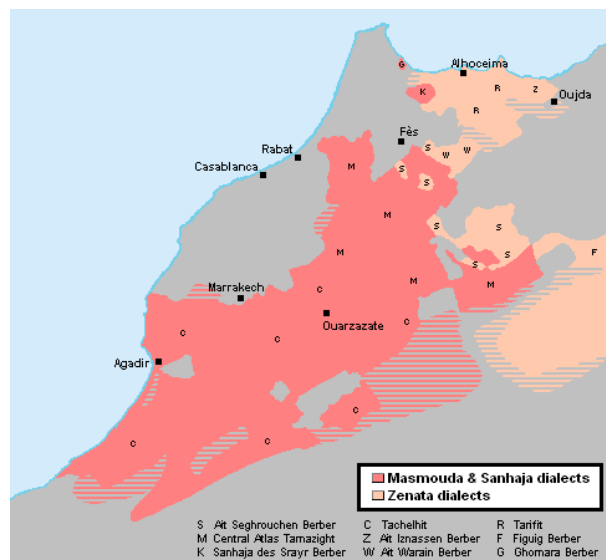 G
Alhoceima
R
Z
K
Oujda
R
Fès
S
W
W
Rabat
Casablanca
M
S
S
M
S
S
M
S
S
F
M
M
Marrakech
C
Ouarzazate
C
C
C
Agadir
C
C
C
Masmouda & Sanhaja dialects
Zenata dialects
S Ait Seghrouchen Berber C Tachelhit R Tarifit
M Central Atlas Tamazight Z Ait Iznassen Berber F Figuig Berber
K Sanhaja des Srayr Berber W Ait Warain Berber G Ghomara Berber